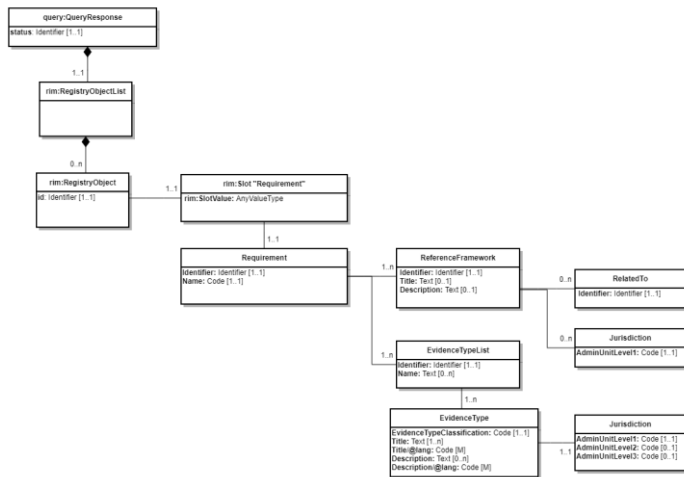 query:QueryResponse
status: Identifier [1..1]
1..1
rim:RegistryObjectList
0..n
rim:RegistryObject
id: Identifier [1..1]
1..1
rim:Slot "Requirement"
rim:SlotValue: AnyValueType
1..1
Requirement
Identifier: Identifier [1..1]
Name: Code [1..1]
1..n
ReferenceFramework
Identifier: Identifier [1..1]
Title: Text [0..1]
Description: Text [0..1]
0..n
RelatedTo
Identifier: Identifier [1..1]
0..n
Jurisdiction
AdminUnitLevel1: Code [1..1]
1..n
EvidenceTypeList
Identifier: Identifier [1..1]
Name: Text [0..n]
1..n
EvidenceType
EvidenceTypeClassification: Code [1..1]
Title: Text [1..n]
Title/@lang: Code [M]
Description: Text [0..n]
Description/@lang: Code [M]
1..1
Jurisdiction
AdminUnitLevel1: Code [1..1]
AdminUnitLevel2: Code [0..1]
AdminUnitLevel3: Code [0..1]